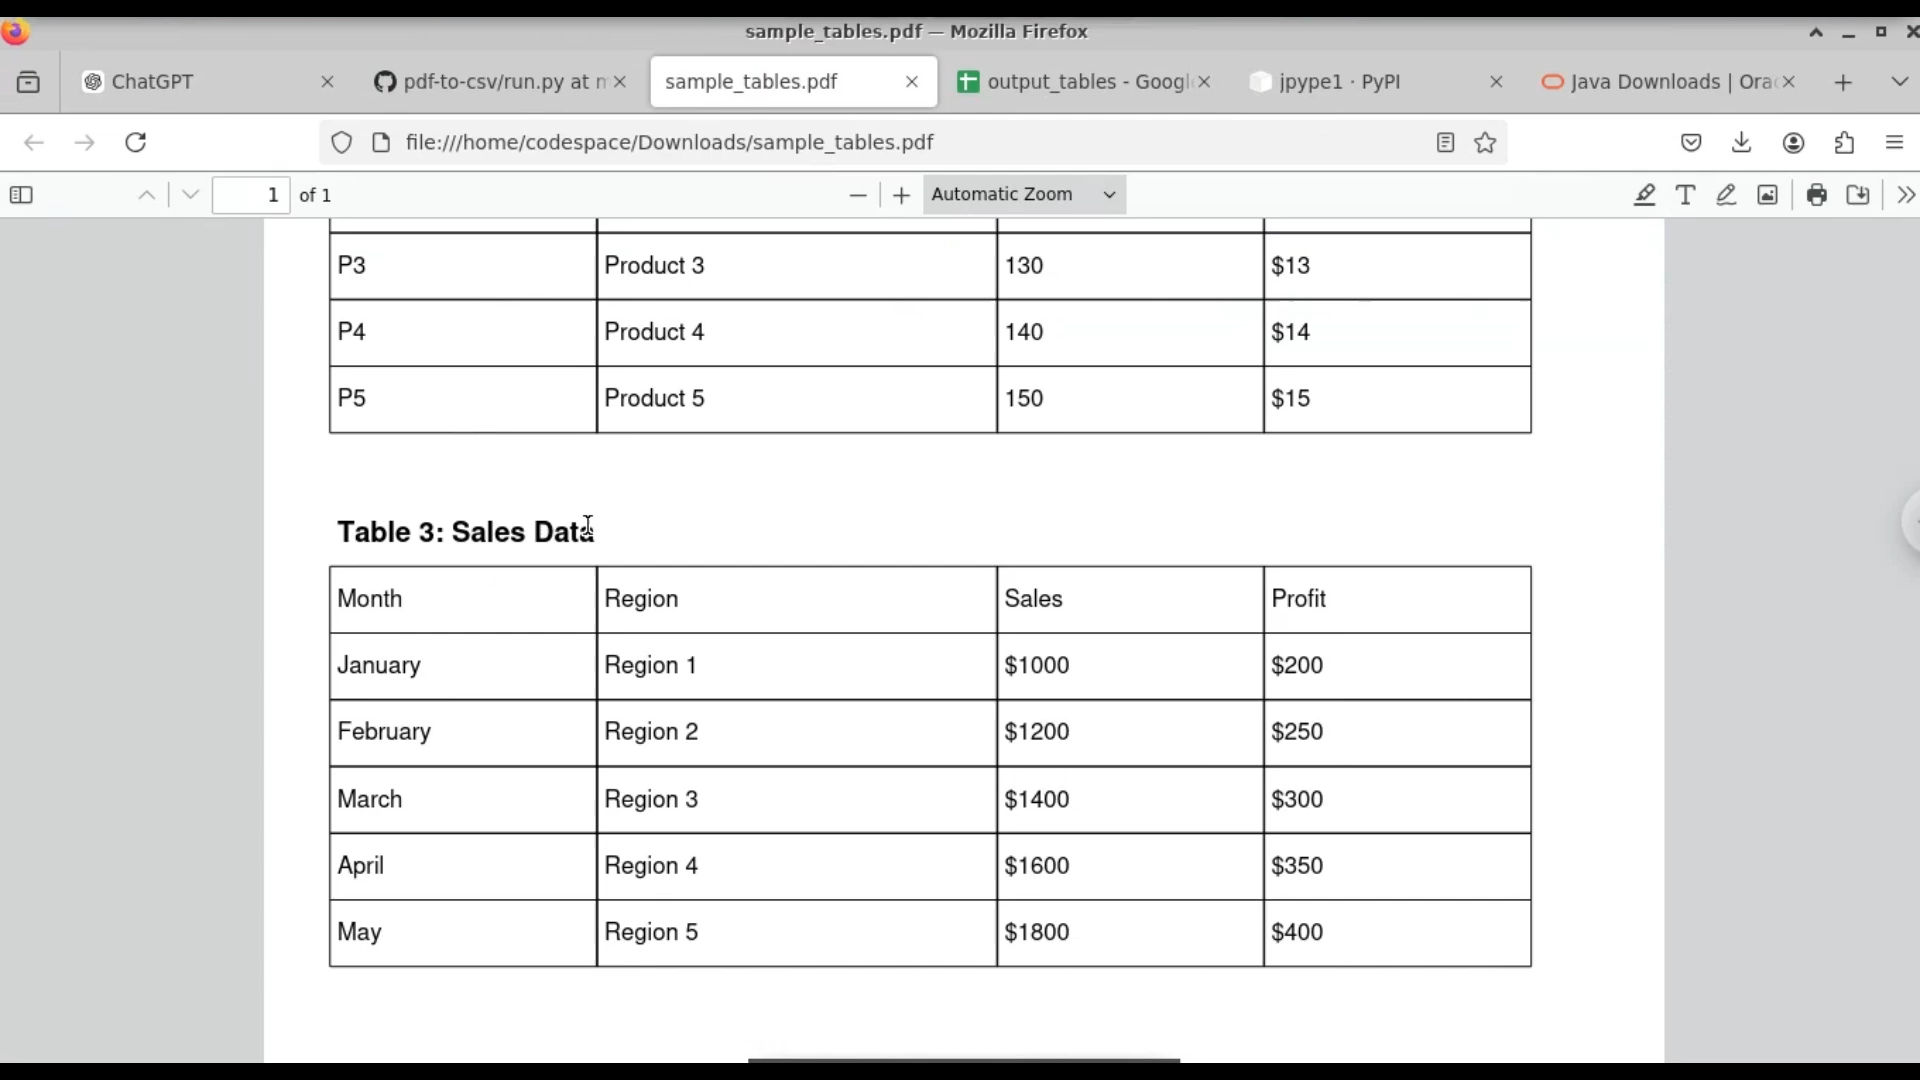 sample_tables.pdf — Mozilla Firefox
ChatGPT
pdf-to-csv/run.py at m
sample_tables.pdf
output_tables - Googl
jpype1 · PyPI
Java Downloads | Orac
file:///home/codespace/Downloads/sample_tables.pdf
1 of 1
Automatic Zoom
P3 Product 3 130 $13
P4 Product 4 140 $14
P5 Product 5 150 $15
Table 3: Sales Data
Month Region Sales Profit
January Region 1 $1000 $200
February Region 2 $1200 $250
March Region 3 $1400 $300
April Region 4 $1600 $350
May Region 5 $1800 $400